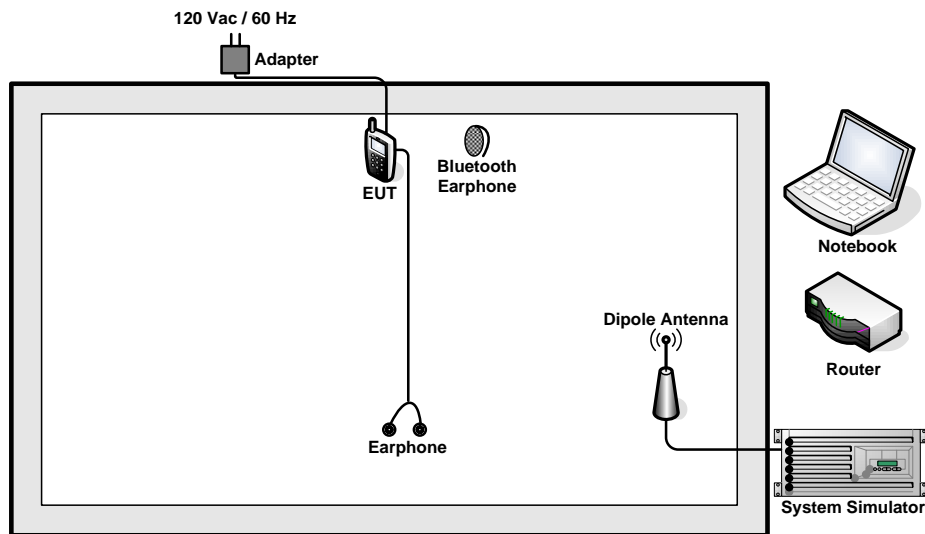 120 Vac / 60 Hz
Adapter
EUT
Bluetooth
Earphone
Notebook
Dipole Antenna
Router
Earphone
System Simulator